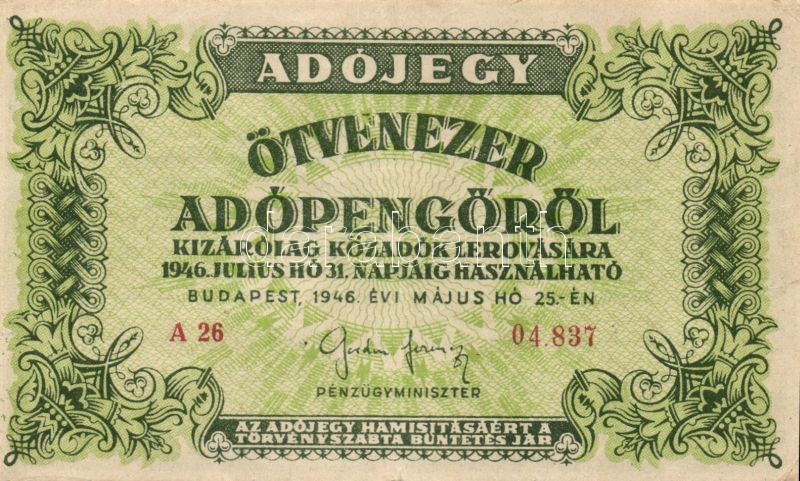 ADÓJEGY
ÖTVENEZER
ADÓPENGŐRŐL
KIZÁRÓLAG KÖZADÓK LEROVÁSÁRA
1946. JULIUS HÓ 31. NAPJÁIG HASZNÁLHATÓ
BUDAPEST, 1946. ÉVI MÁJUS HÓ 25.-ÉN
A 26 04.837
PÉNZÜGYMINISZTER
AZ ADÓJEGY HAMISITÁSÁÉRT A
TÖRVÉNYSZABTA BÜNTETÉS JÁR
darabanth